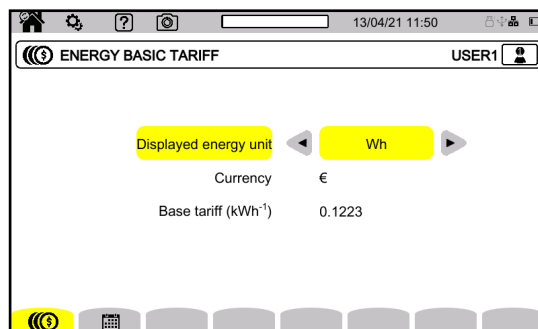 13/04/21 11:50
ENERGY BASIC TARIFF USER1
Displayed energy unit Wh
Currency €
Base tariff (kWh⁻¹) 0.1223